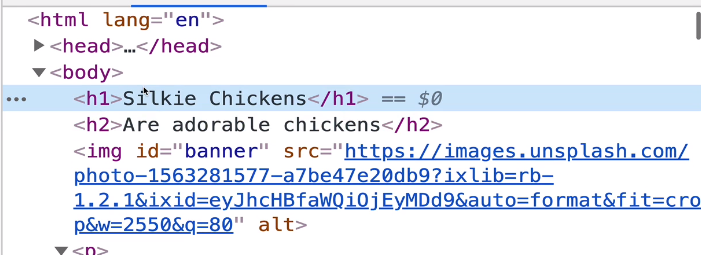 <html lang="en">
▶<head>…</head>
▼<body>
••• <h1>Silkie Chickens</h1> == $0
<h2>Are adorable chickens</h2>
<img id="banner" src="https://images.unsplash.com/
photo-1563281577-a7be47e20db9?ixlib=rb-
1.2.1&ixid=eyJhcHBfaWQiOjEyMDd9&auto=format&fit=cro
p&w=2550&q=80" alt>
▼<p>